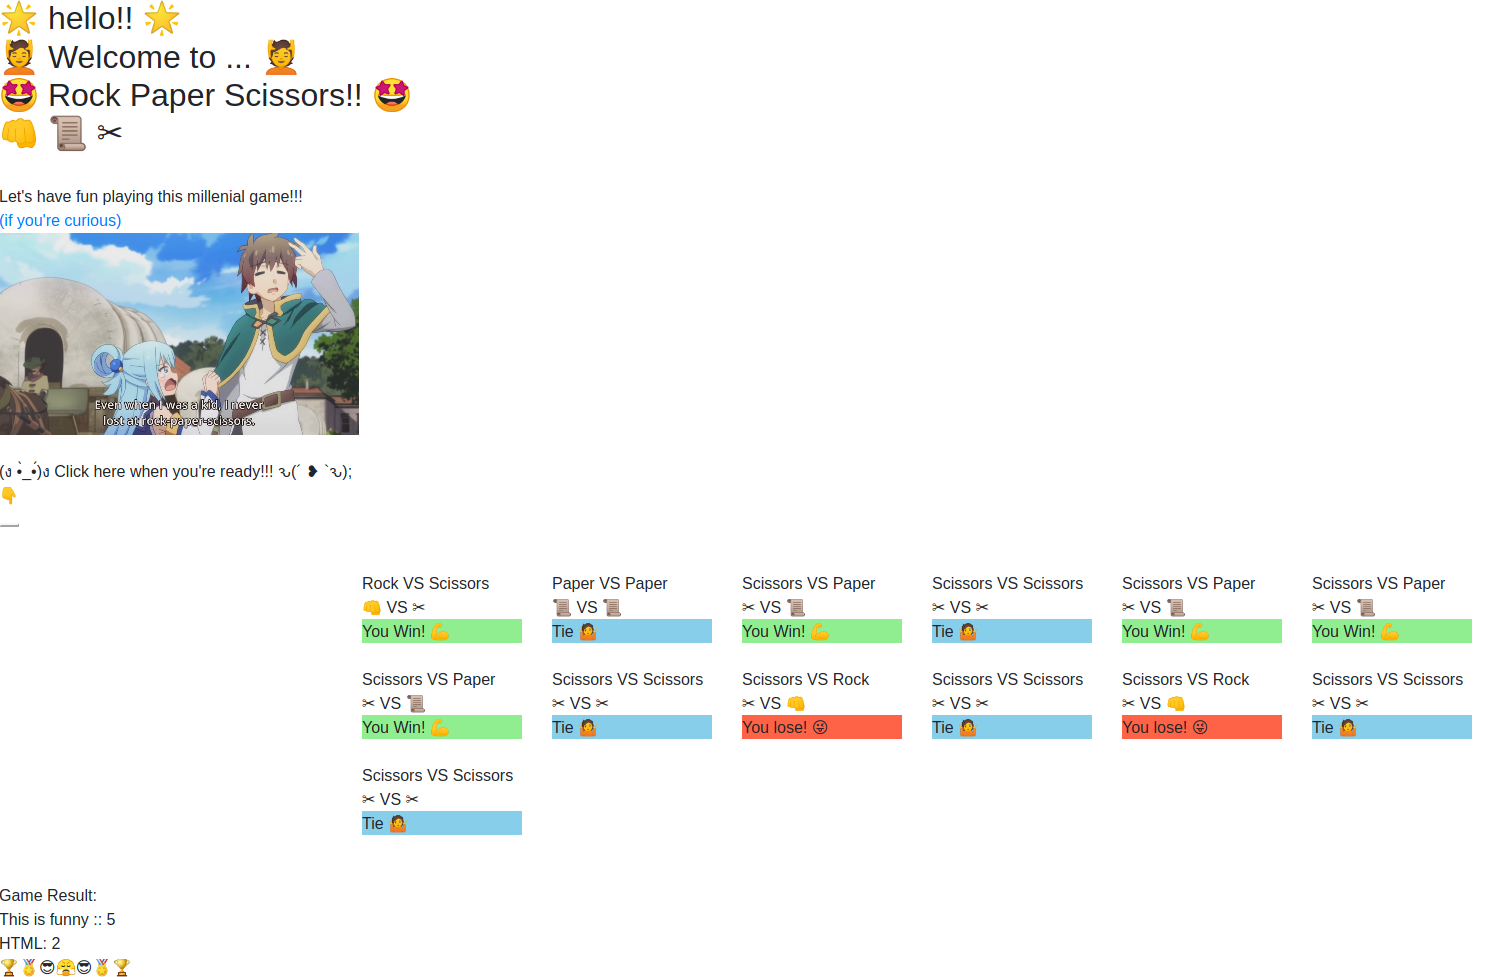 🌟 hello!! 🌟
💆 Welcome to ... 💆
🤩 Rock Paper Scissors!! 🤩
👊 📜 ✂
Let's have fun playing this millenial game!!!
(if you're curious)
Even when I was a kid, I never
lost at rock-paper-scissors.
(ง •̀_•́)ง Click here when you're ready!!! ԅ(´ ❥ `ԅ);
👇
Rock VS Scissors
👊 VS ✂
You Win! 💪
Paper VS Paper
📜 VS 📜
Tie 🤷
Scissors VS Paper
✂ VS 📜
You Win! 💪
Scissors VS Scissors
✂ VS ✂
Tie 🤷
Scissors VS Paper
✂ VS 📜
You Win! 💪
Scissors VS Paper
✂ VS 📜
You Win! 💪
Scissors VS Paper
✂ VS 📜
You Win! 💪
Scissors VS Scissors
✂ VS ✂
Tie 🤷
Scissors VS Rock
✂ VS 👊
You lose! 😜
Scissors VS Scissors
✂ VS ✂
Tie 🤷
Scissors VS Rock
✂ VS 👊
You lose! 😜
Scissors VS Scissors
✂ VS ✂
Tie 🤷
Scissors VS Scissors
✂ VS ✂
Tie 🤷
Game Result:
This is funny :: 5
HTML: 2
🏆🏅😎😤😎🏅🏆